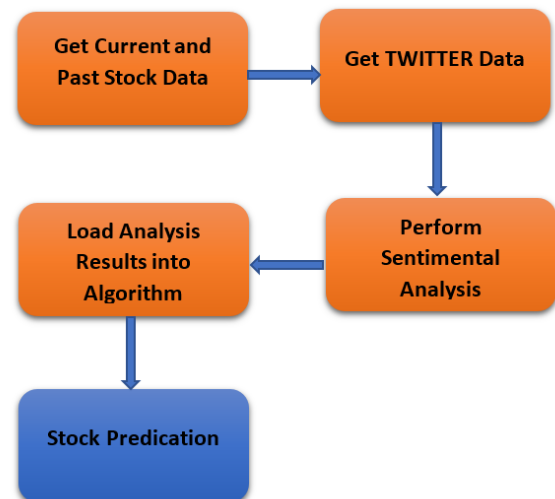 Get Current and
Past Stock Data
Get TWITTER Data
Perform
Sentimental
Analysis
Load Analysis
Results into
Algorithm
Stock Predication